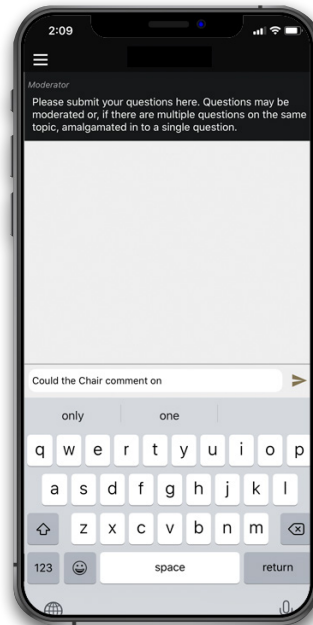 2:09
Moderator
Please submit your questions here. Questions may be
moderated or, if there are multiple questions on the same
topic, amalgamated in to a single question.
Could the Chair comment on
only one
q w e r t y u i o p
a s d f g h j k l
z x c v b n m
123 space return